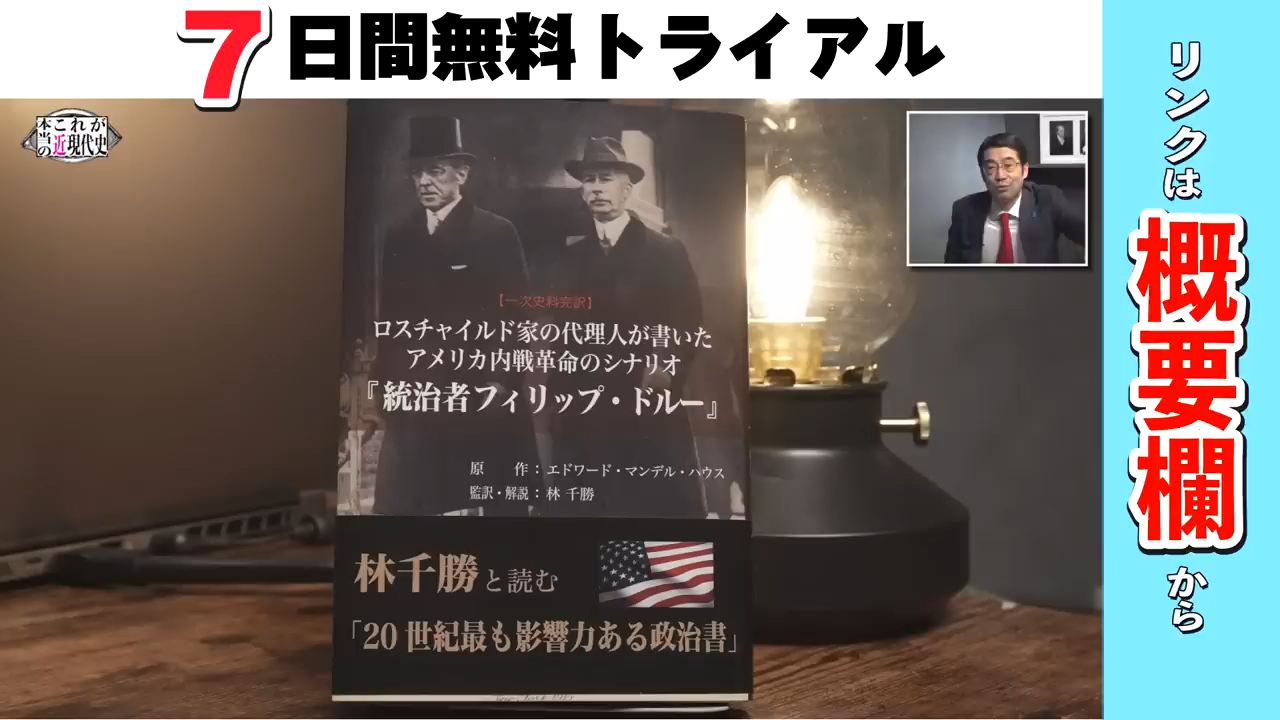 7日間無料トライアル
これが
本当の
近現代史
【一次史料完訳】
ロスチャイルド家の代理人が書いた
アメリカ内戦革命のシナリオ
『統治者フィリップ・ドルー』
原　作：エドワード・マンデル・ハウス
監訳・解説：林 千勝
林千勝と読む
「20世紀最も影響力ある政治書」
リンクは
概要欄
から